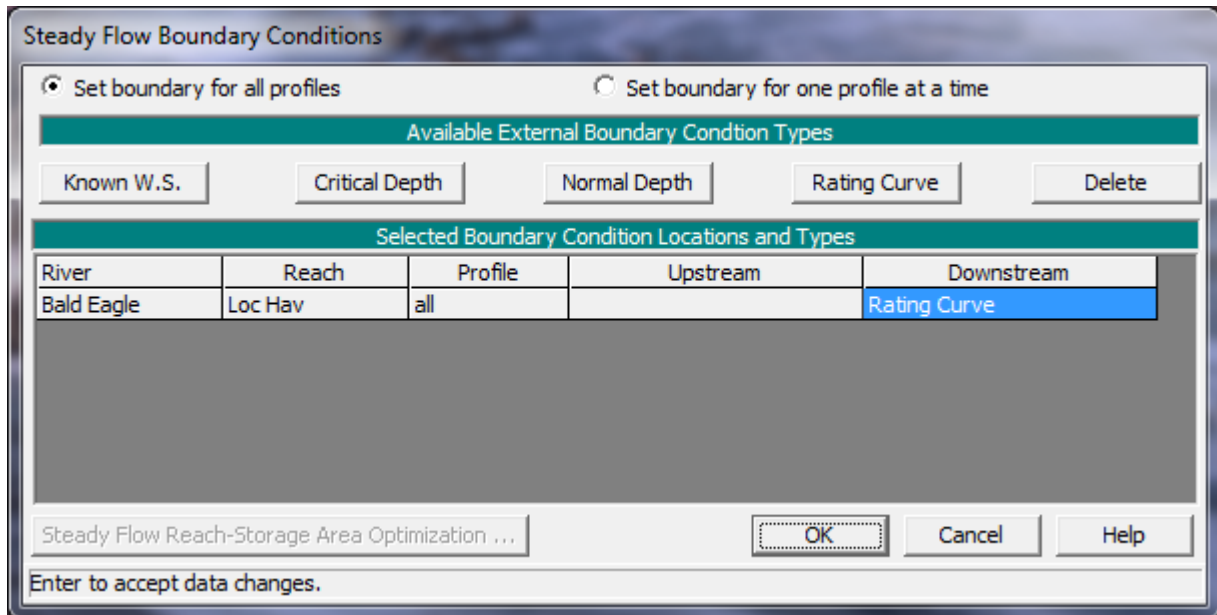 Steady Flow Boundary Conditions
Set boundary for all profiles Set boundary for one profile at a time
Available External Boundary Condtion Types
Known W.S. Critical Depth Normal Depth Rating Curve Delete
Selected Boundary Condition Locations and Types
River Reach Profile Upstream Downstream
Bald Eagle Loc Hav all Rating Curve
Steady Flow Reach-Storage Area Optimization ... OK Cancel Help
Enter to accept data changes.